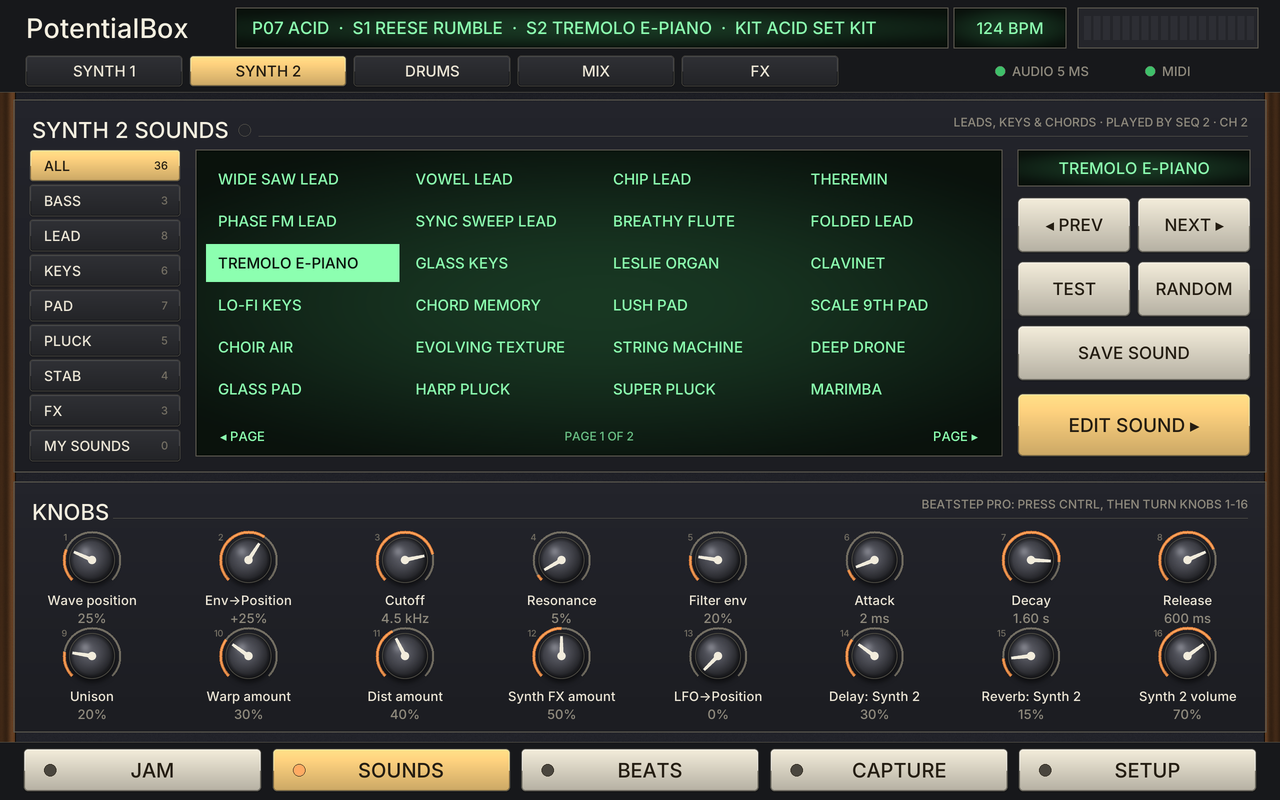 PotentialBox
P07 ACID · S1 REESE RUMBLE · S2 TREMOLO E-PIANO · KIT ACID SET KIT
124 BPM
SYNTH 1
SYNTH 2
DRUMS
MIX
FX
AUDIO 5 MS
MIDI
SYNTH 2 SOUNDS
LEADS, KEYS & CHORDS · PLAYED BY SEQ 2 · CH 2
ALL 36
BASS 3
LEAD 8
KEYS 6
PAD 7
PLUCK 5
STAB 4
FX 3
MY SOUNDS 0
WIDE SAW LEAD VOWEL LEAD CHIP LEAD THEREMIN
PHASE FM LEAD SYNC SWEEP LEAD BREATHY FLUTE FOLDED LEAD
TREMOLO E-PIANO GLASS KEYS LESLIE ORGAN CLAVINET
LO-FI KEYS CHORD MEMORY LUSH PAD SCALE 9TH PAD
CHOIR AIR EVOLVING TEXTURE STRING MACHINE DEEP DRONE
GLASS PAD HARP PLUCK SUPER PLUCK MARIMBA
◂ PAGE PAGE 1 OF 2 PAGE ▸
TREMOLO E-PIANO
◂ PREV NEXT ▸
TEST RANDOM
SAVE SOUND
EDIT SOUND ▸
KNOBS
BEATSTEP PRO: PRESS CNTRL, THEN TURN KNOBS 1-16
1 2 3 4 5 6 7 8
Wave position Env→Position Cutoff Resonance Filter env Attack Decay Release
25% +25% 4.5 kHz 5% 20% 2 ms 1.60 s 600 ms
9 10 11 12 13 14 15 16
Unison Warp amount Dist amount Synth FX amount LFO→Position Delay: Synth 2 Reverb: Synth 2 Synth 2 volume
20% 30% 40% 50% 0% 30% 15% 70%
JAM SOUNDS BEATS CAPTURE SETUP